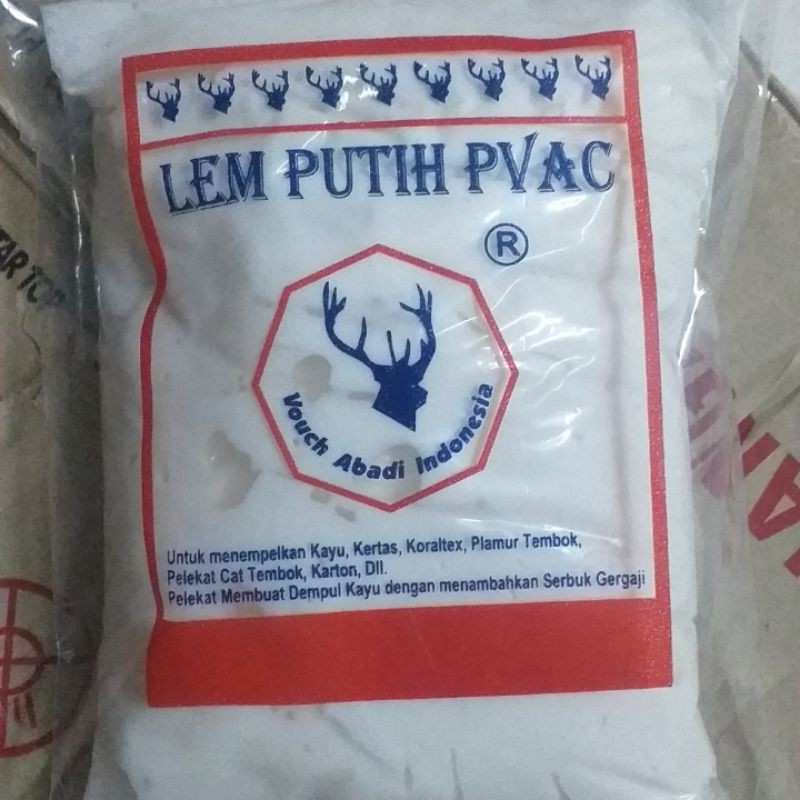 LEM PUTIH PVAC
®
Vouch Abadi Indonesia
Untuk menempelkan Kayu, Kertas, Koraltex, Plamur Tembok,
Pelekat Cat Tembok, Karton, Dll.
Pelekat Membuat Dempul Kayu dengan menambahkan Serbuk Gergaji